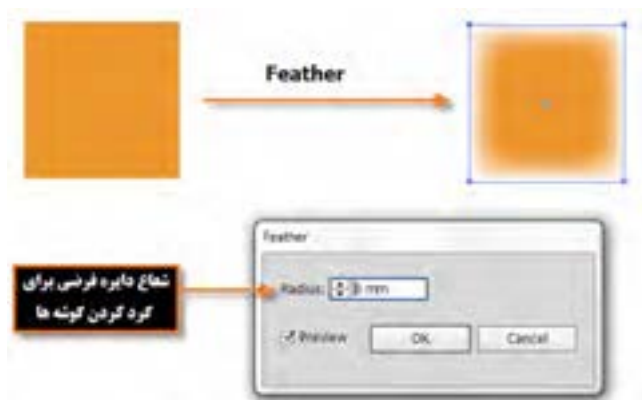 Feather
Feather
شعاع دایره فرضی برای
گرد کردن گوشه ها
Radius: mm
Preview OK Cancel